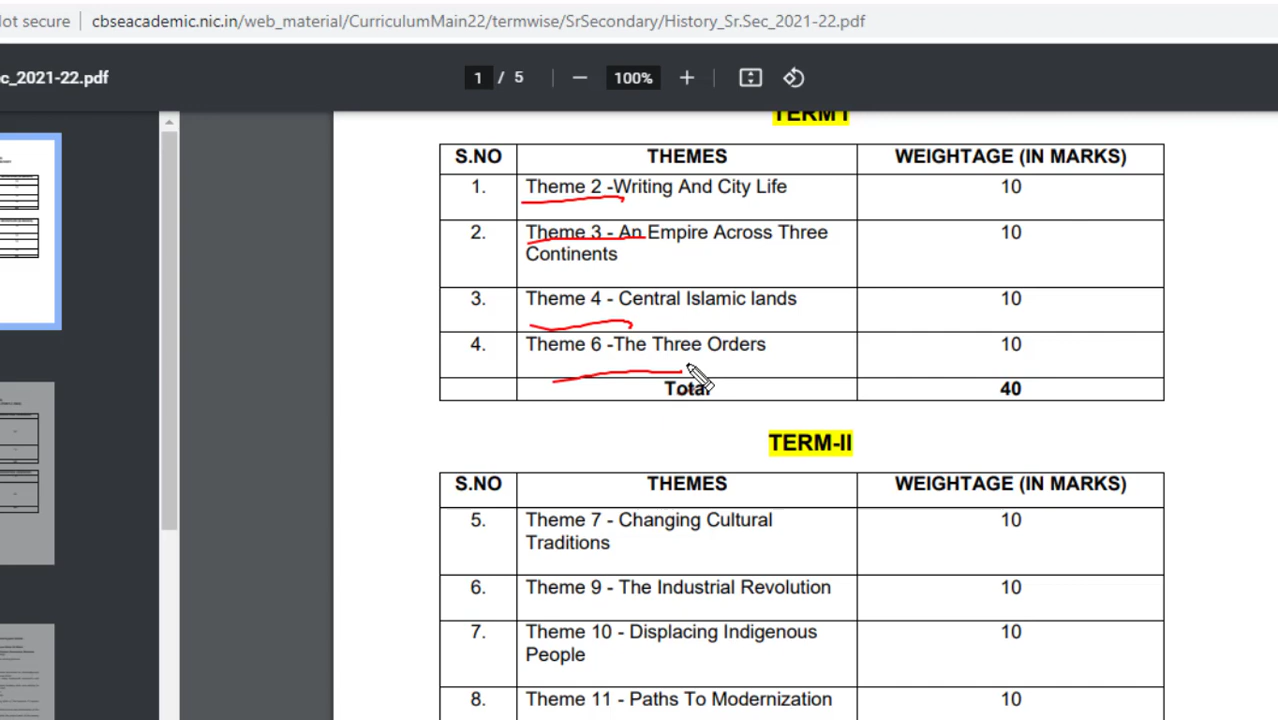 lot secure cbseacademic.nic.in/web_material/CurriculumMain22/termwise/SrSecondary/History_Sr.Sec_2021-22.pdf
c_2021-22.pdf 1 / 5 — 100% +
TERM I
S.NO THEMES WEIGHTAGE (IN MARKS)
1. Theme 2 -Writing And City Life 10
2. Theme 3 - An Empire Across Three 10
Continents
3. Theme 4 - Central Islamic lands 10
4. Theme 6 -The Three Orders 10
Total 40
TERM-II
S.NO THEMES WEIGHTAGE (IN MARKS)
5. Theme 7 - Changing Cultural 10
Traditions
6. Theme 9 - The Industrial Revolution 10
7. Theme 10 - Displacing Indigenous 10
People
8. Theme 11 - Paths To Modernization 10